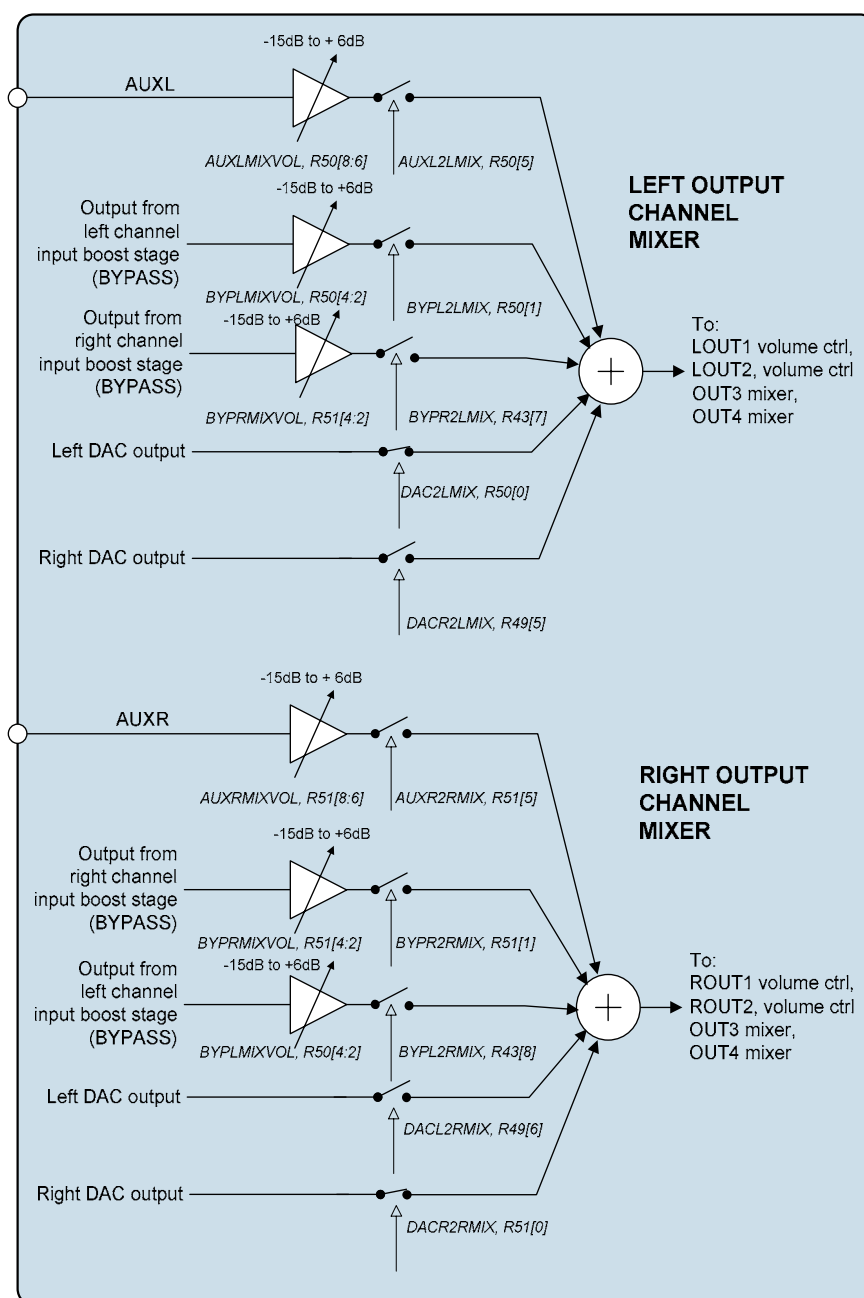 -15dB to + 6dB
AUXL
AUXLMIXVOL, R50[8:6]
AUXL2LMIX, R50[5]
-15dB to +6dB
LEFT OUTPUT
CHANNEL
MIXER
Output from
left channel
input boost stage
(BYPASS)
BYPLMIXVOL, R50[4:2]
BYPL2LMIX, R50[1]
Output from
right channel
input boost stage
(BYPASS)
-15dB to +6dB
BYPRMIXVOL, R51[4:2]
BYPR2LMIX, R43[7]
To:
LOUT1 volume ctrl,
LOUT2, volume ctrl
OUT3 mixer,
OUT4 mixer
Left DAC output
DAC2LMIX, R50[0]
Right DAC output
DACR2LMIX, R49[5]
-15dB to + 6dB
AUXR
AUXRMIXVOL, R51[8:6]
AUXR2RMIX, R51[5]
RIGHT OUTPUT
CHANNEL
MIXER
-15dB to +6dB
Output from
right channel
input boost stage
(BYPASS)
BYPRMIXVOL, R51[4:2]
BYPR2RMIX, R51[1]
Output from
left channel
input boost stage
(BYPASS)
-15dB to +6dB
BYPLMIXVOL, R50[4:2]
BYPL2RMIX, R43[8]
To:
ROUT1 volume ctrl,
ROUT2, volume ctrl
OUT3 mixer,
OUT4 mixer
Left DAC output
DACL2RMIX, R49[6]
Right DAC output
DACR2RMIX, R51[0]